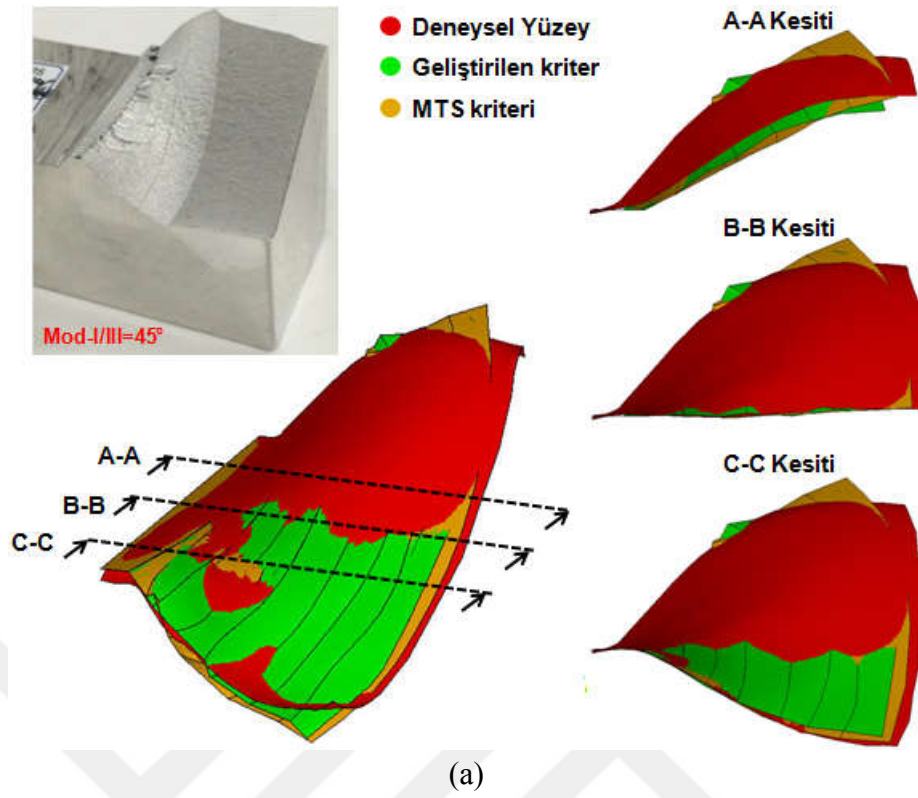 Deneysel Yüzey
Geliştirilen kriter
MTS kriteri
Mod-I/III=45°
A-A Kesiti
B-B Kesiti
C-C Kesiti
A-A
B-B
C-C
(a)